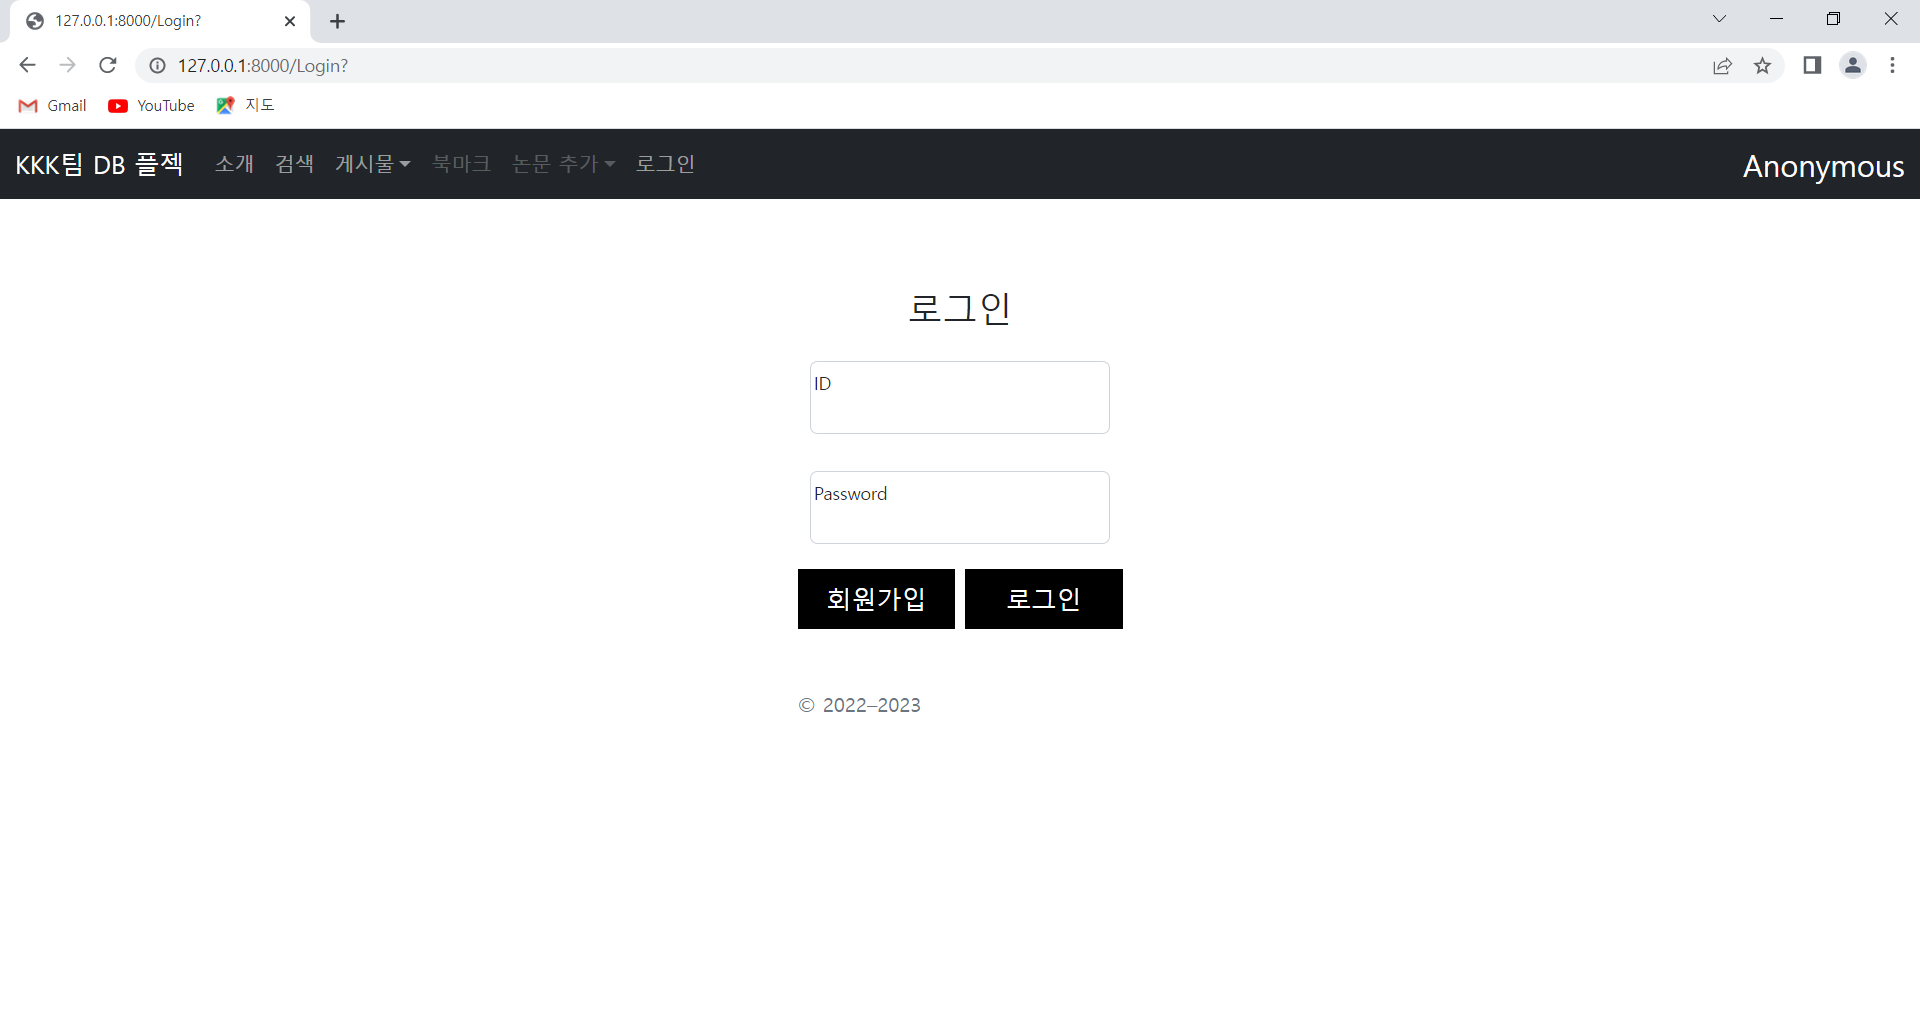 127.0.0.1:8000/Login?
127.0.0.1:8000/Login?
Gmail YouTube 지도
KKK팀 DB 플젝 소개 검색 게시물 북마크 논문 추가 로그인 Anonymous
로그인
ID
Password
회원가입 로그인
© 2022–2023